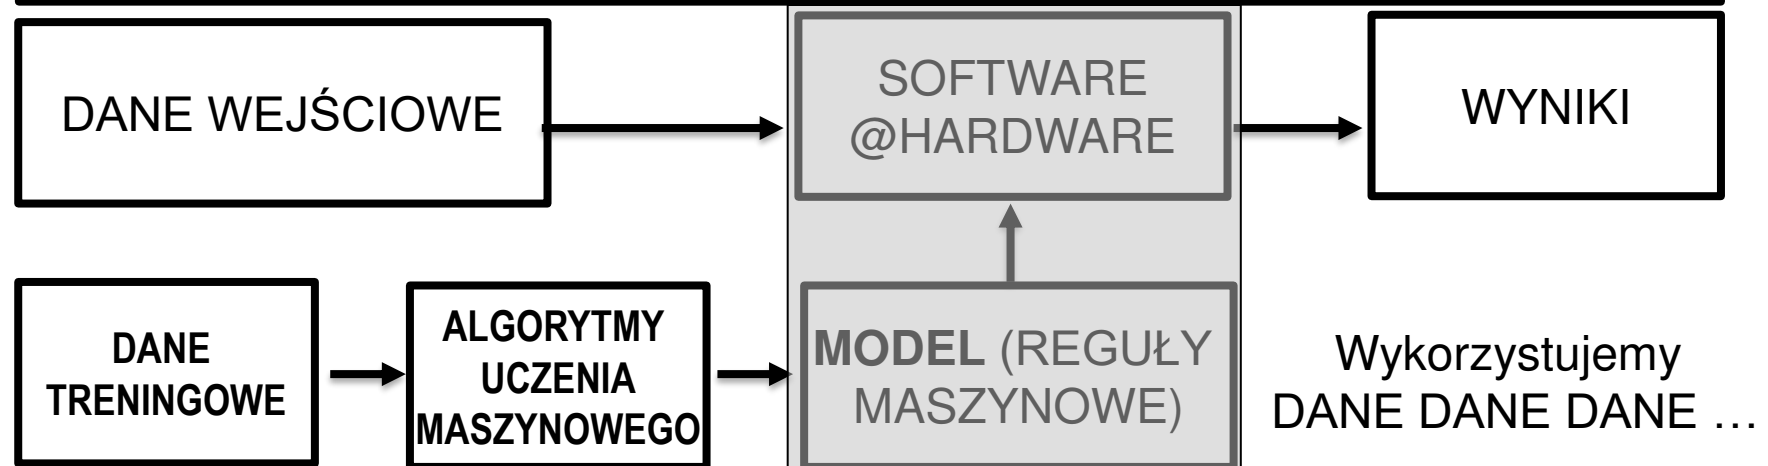 DANE WEJŚCIOWE
SOFTWARE
@HARDWARE
WYNIKI
DANE
TRENINGOWE
ALGORYTMY
UCZENIA
MASZYNOWEGO
MODEL (REGUŁY
MASZYNOWE)
Wykorzystujemy
DANE DANE DANE …